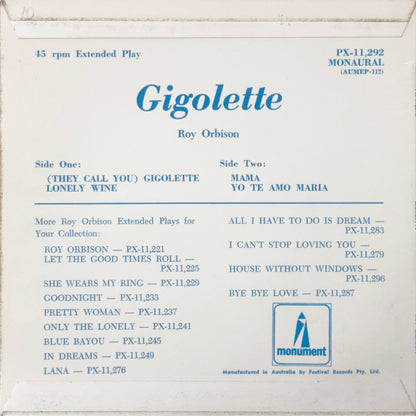 10
45 rpm Extended Play
PX-11,292
MONAURAL
(AUMEP-112)
Gigolette
Roy Orbison
Side One:
(THEY CALL YOU) GIGOLETTE
LONELY WINE
Side Two:
MAMA
YO TE AMO MARIA
More Roy Orbison Extended Plays for
Your Collection:
ROY ORBISON — PX-11,221
LET THE GOOD TIMES ROLL —
PX-11,225
SHE WEARS MY RING — PX-11,229
GOODNIGHT — PX-11,233
PRETTY WOMAN — PX-11,237
ONLY THE LONELY — PX-11,241
BLUE BAYOU — PX-11,245
IN DREAMS — PX-11,249
LANA — PX-11,276
ALL I HAVE TO DO IS DREAM —
PX-11,283
I CAN'T STOP LOVING YOU —
PX-11,279
HOUSE WITHOUT WINDOWS —
PX-11,296
BYE BYE LOVE — PX-11,287
monument
Manufactured in Australia by Festival Records Pty. Ltd.